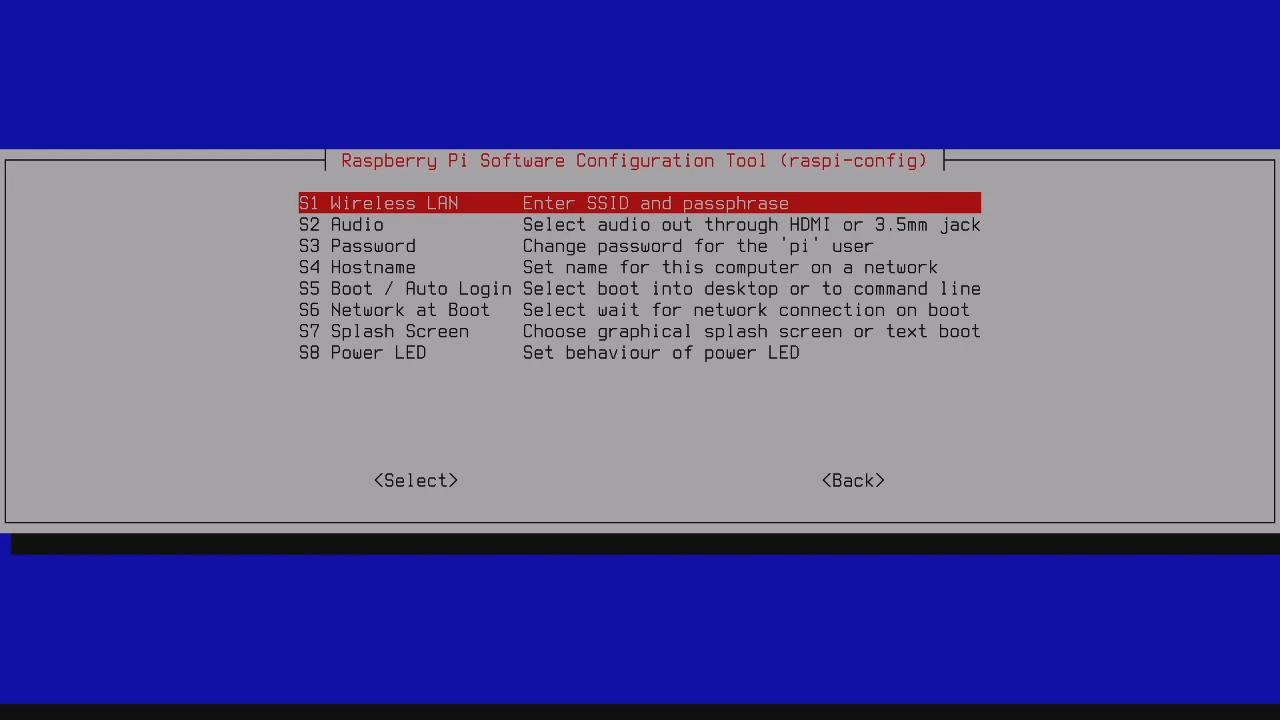 Raspberry Pi Software Configuration Tool (raspi-config)
S1 Wireless LAN Enter SSID and passphrase
S2 Audio Select audio out through HDMI or 3.5mm jack
S3 Password Change password for the 'pi' user
S4 Hostname Set name for this computer on a network
S5 Boot / Auto Login Select boot into desktop or to command line
S6 Network at Boot Select wait for network connection on boot
S7 Splash Screen Choose graphical splash screen or text boot
S8 Power LED Set behaviour of power LED
<Select> <Back>